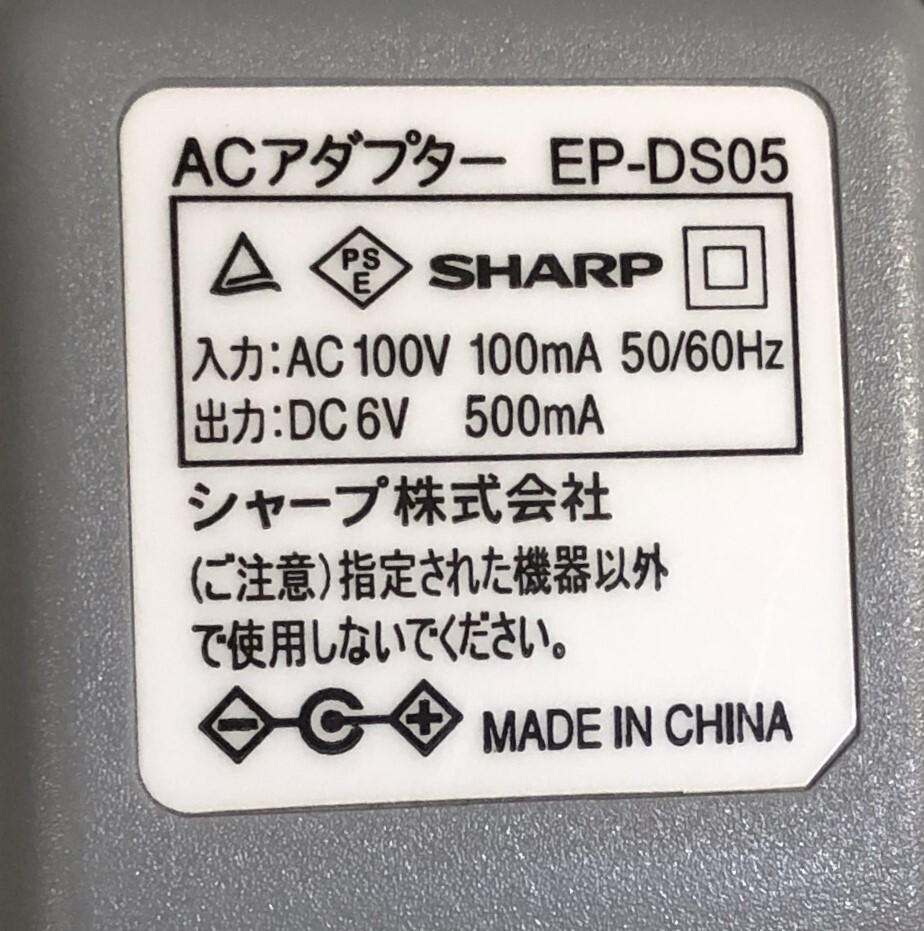 ACアダプター EP-DS05
PSE SHARP
入力:AC 100V 100mA 50/60Hz
出力:DC 6V 500mA
シャープ株式会社
(ご注意)指定された機器以外
で使用しないでください。
MADE IN CHINA